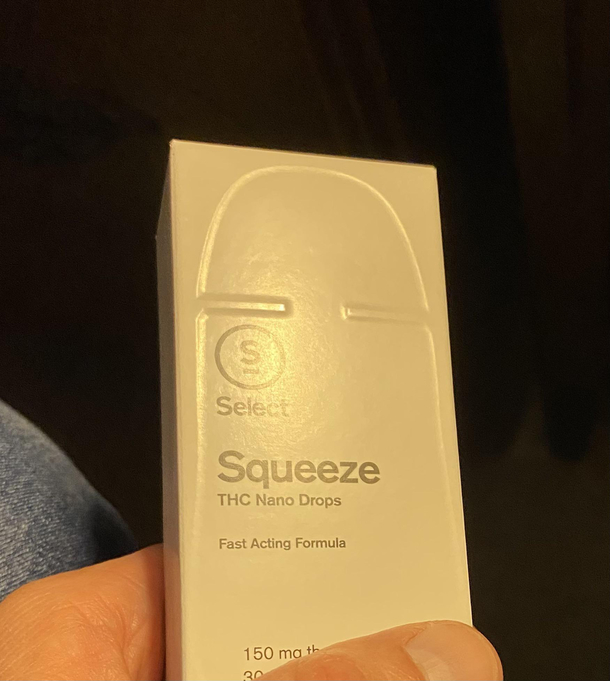 S
Select
Squeeze
THC Nano Drops
Fast Acting Formula
150 mg